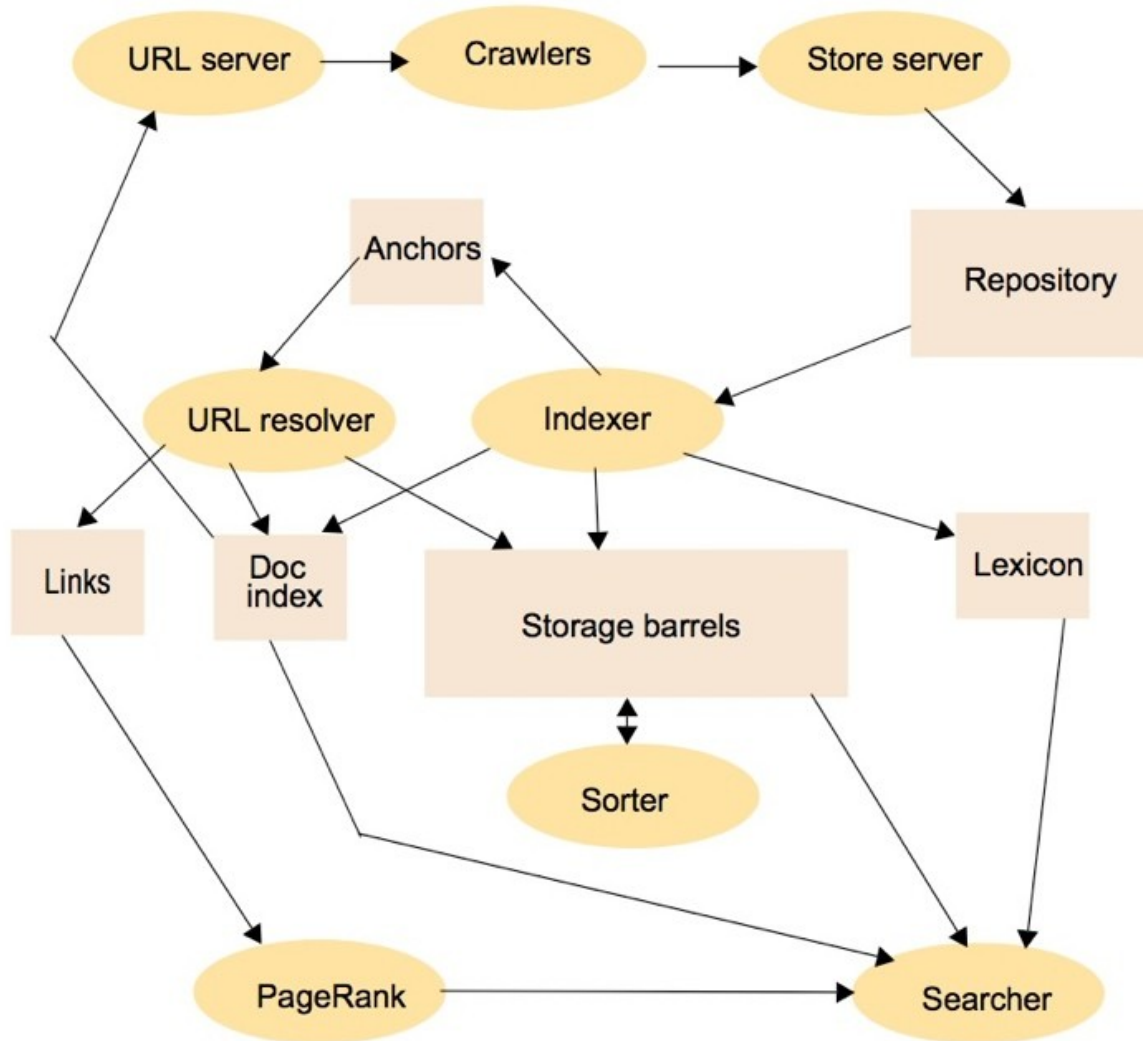 URL server
Crawlers
Store server
Anchors
Repository
URL resolver
Indexer
Links
Doc
index
Storage barrels
Lexicon
Sorter
PageRank
Searcher